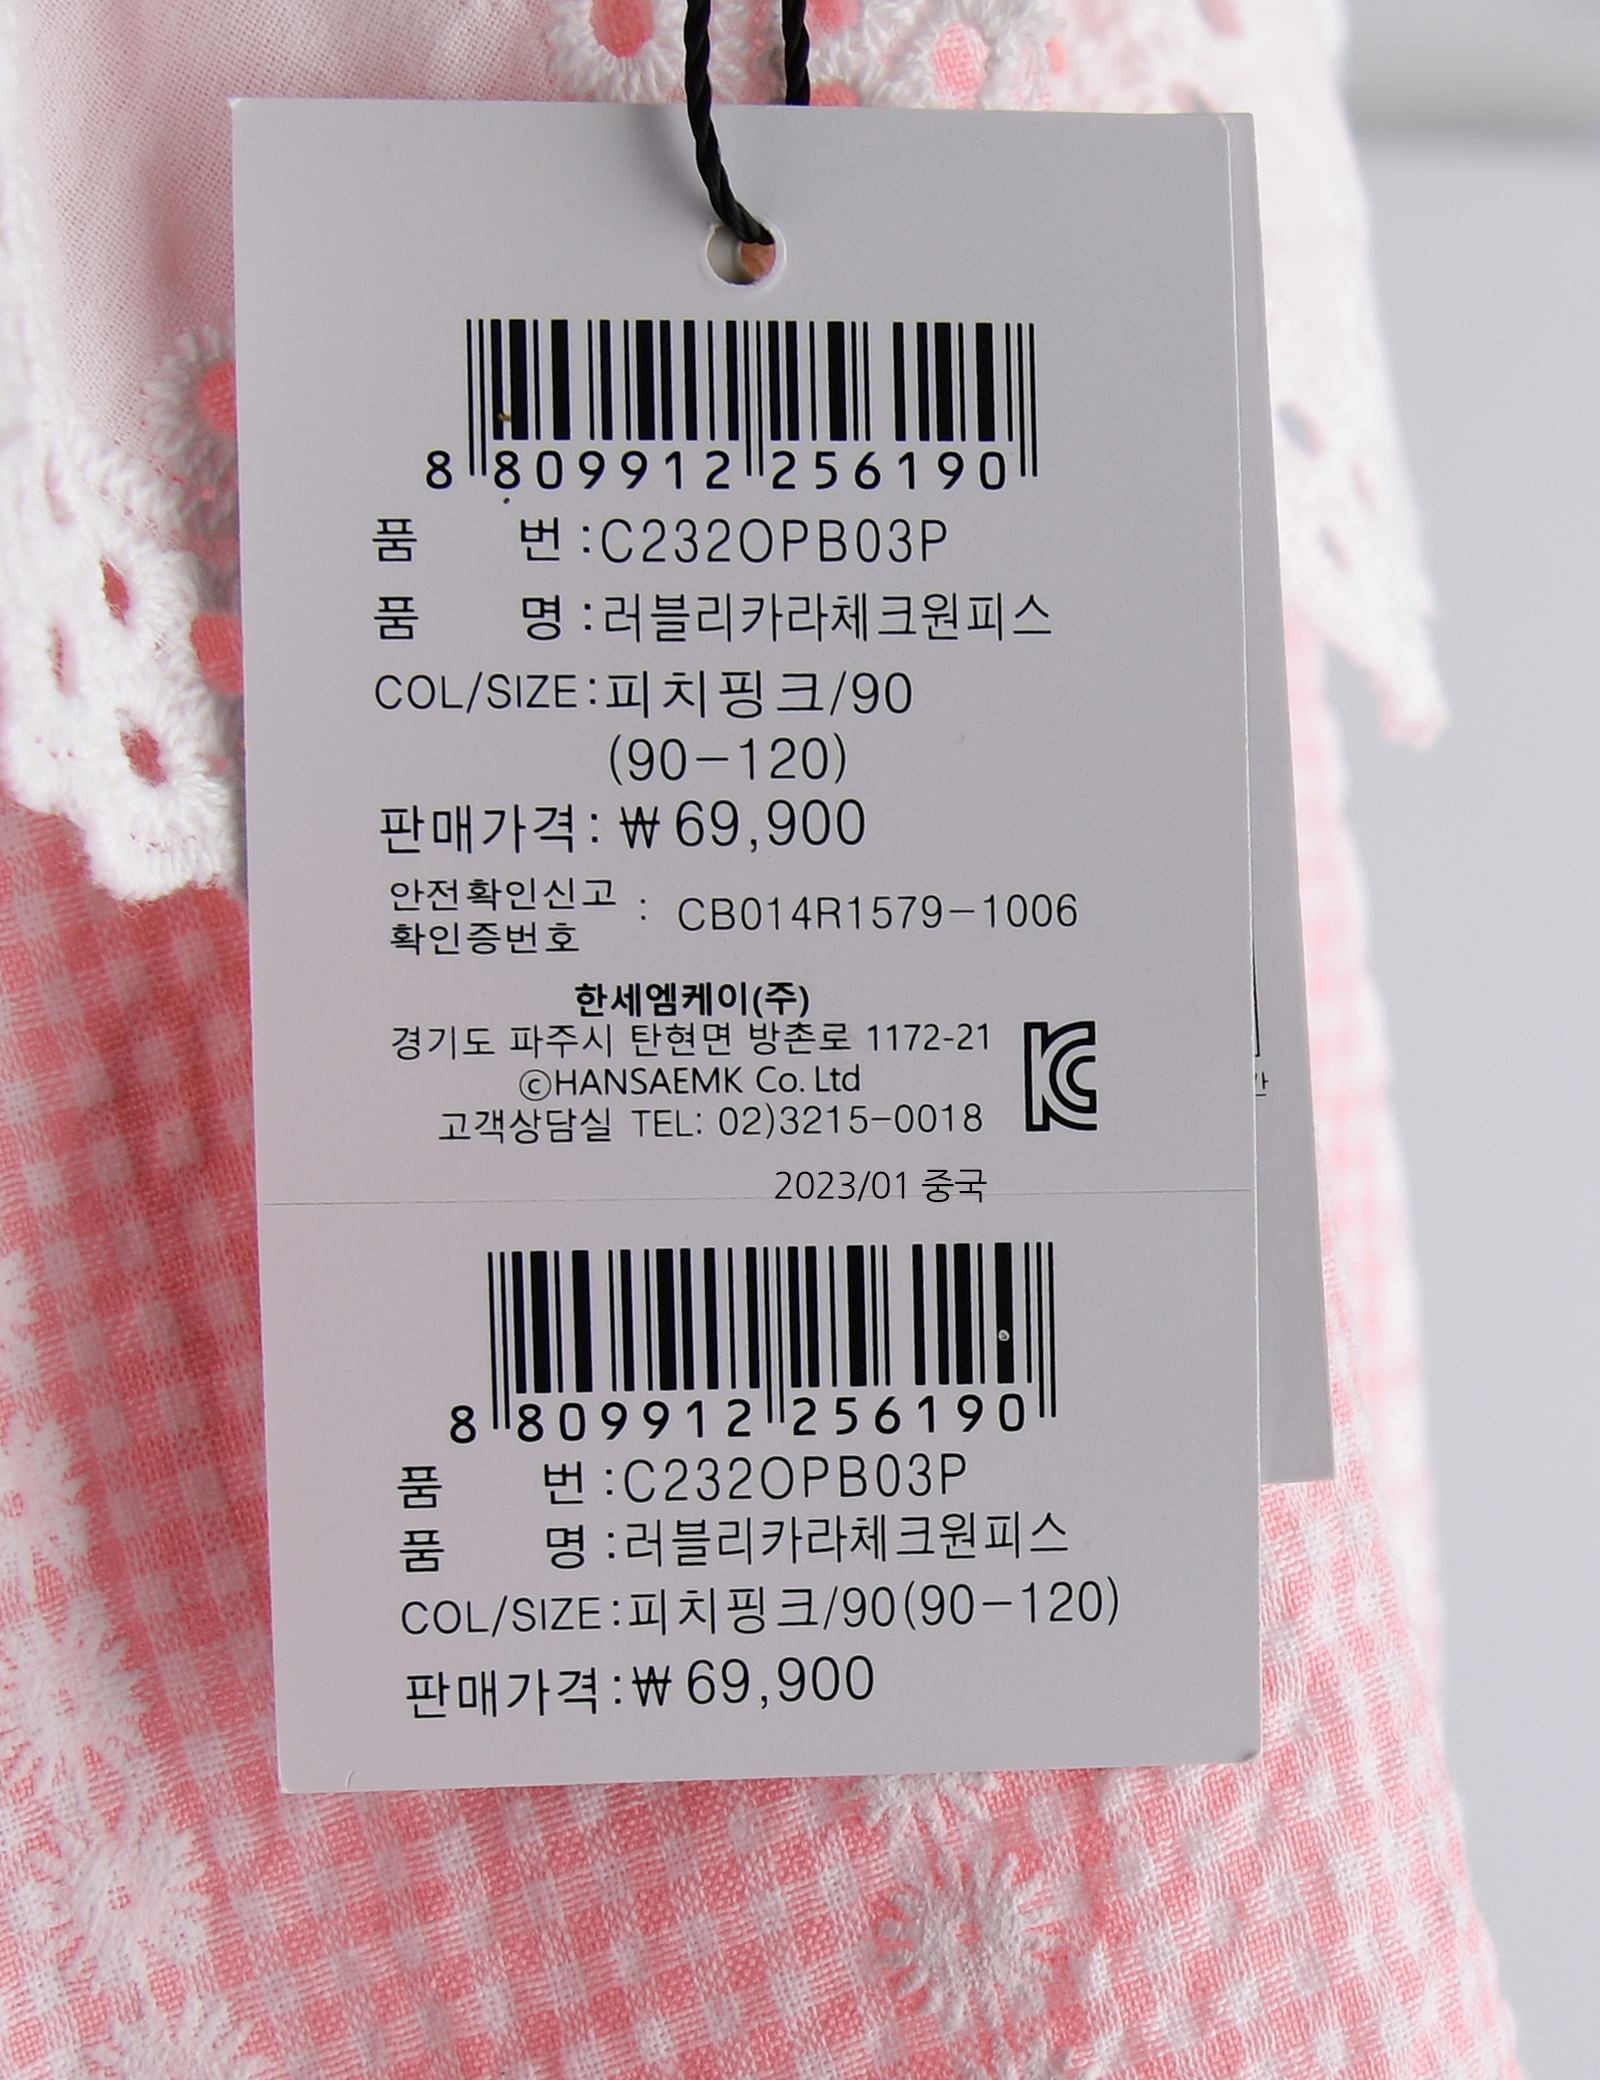 8 809912 256190
품 번 :C232OPB03P
품 명 :러블리카라체크원피스
COL/SIZE:피치핑크/90
(90-120)
판매가격: ₩ 69,900
안전확인신고
확인증번호 : CB014R1579-1006
한세엠케이(주)
경기도 파주시 탄현면 방촌로 1172-21
ⓒHANSAEMK Co. Ltd
고객상담실 TEL: 02)3215-0018
KC
2023/01 중국
8 809912 256190
품 번 :C232OPB03P
품 명 :러블리카라체크원피스
COL/SIZE:피치핑크/90(90-120)
판매가격:₩ 69,900